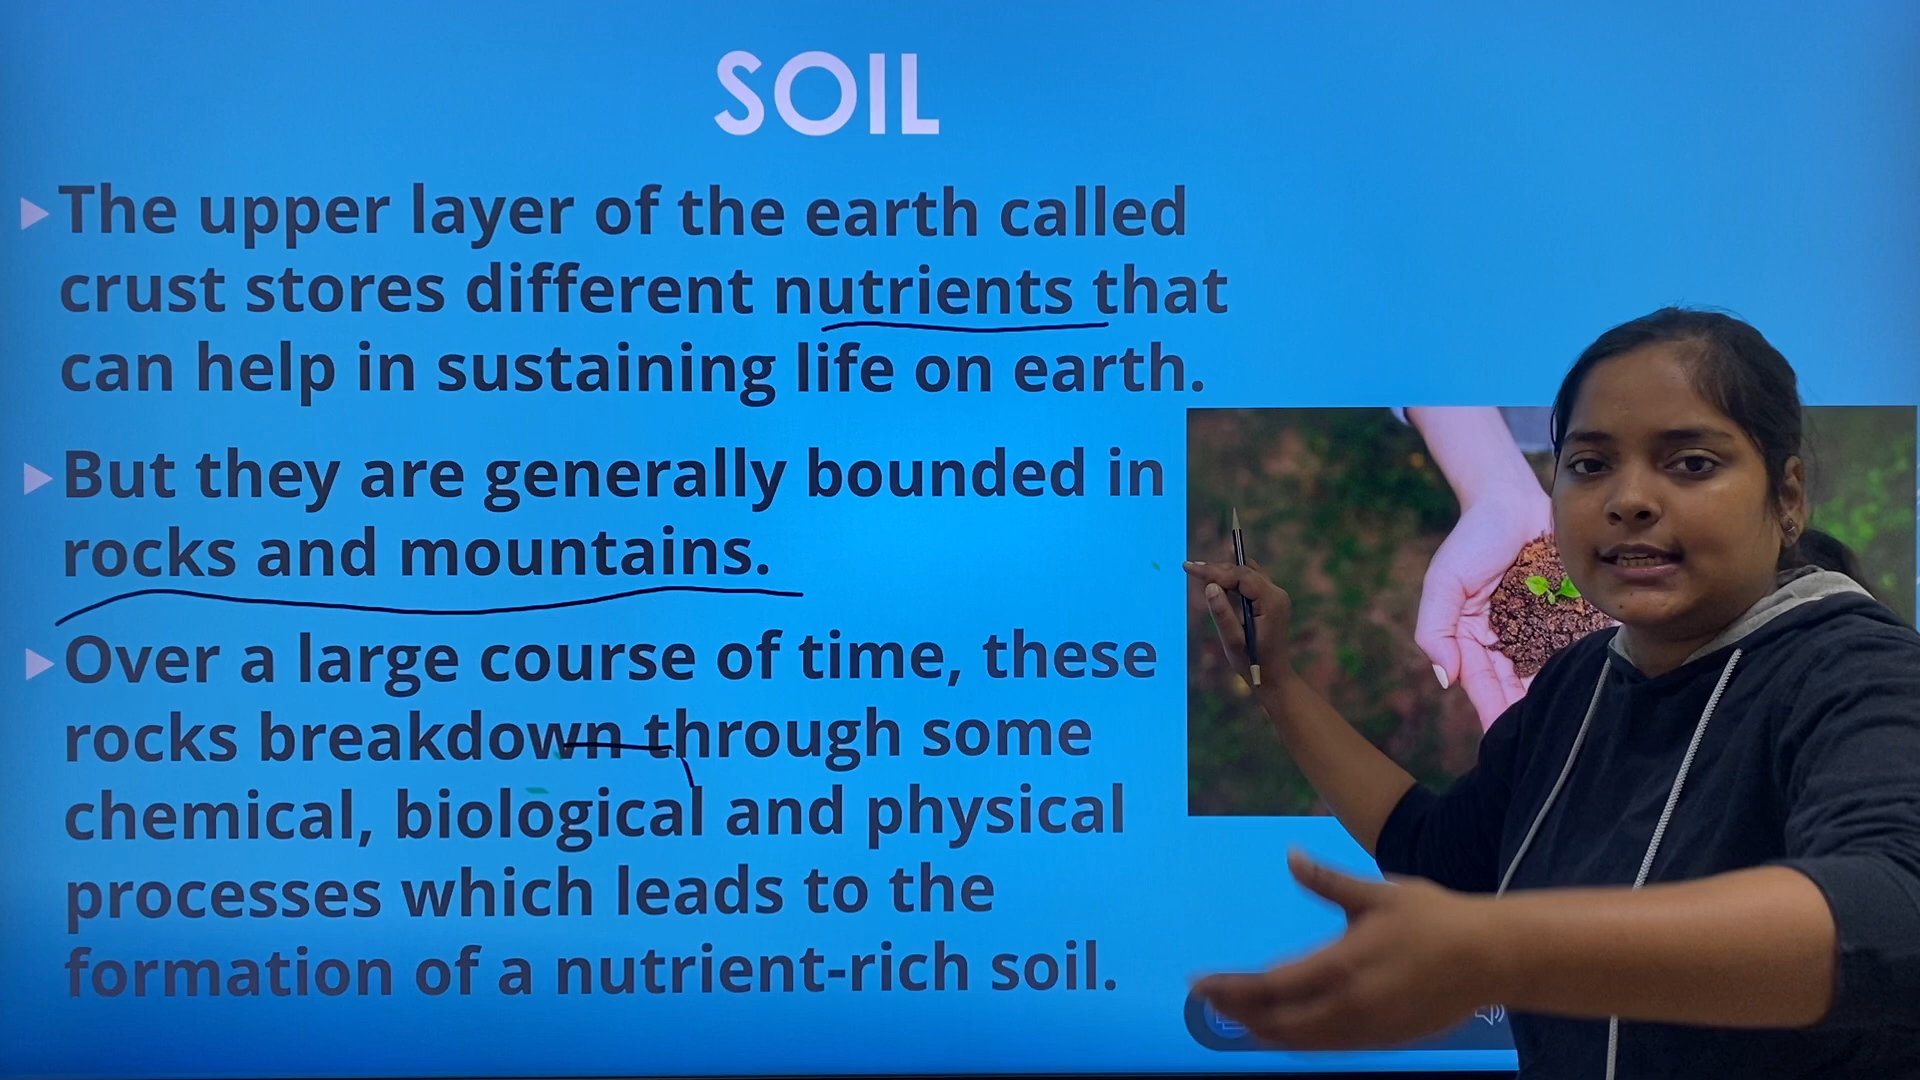 SOIL
The upper layer of the earth called
crust stores different nutrients that
can help in sustaining life on earth.
But they are generally bounded in
rocks and mountains.
Over a large course of time, these
rocks breakdown through some
chemical, biological and physical
processes which leads to the
formation of a nutrient-rich soil.